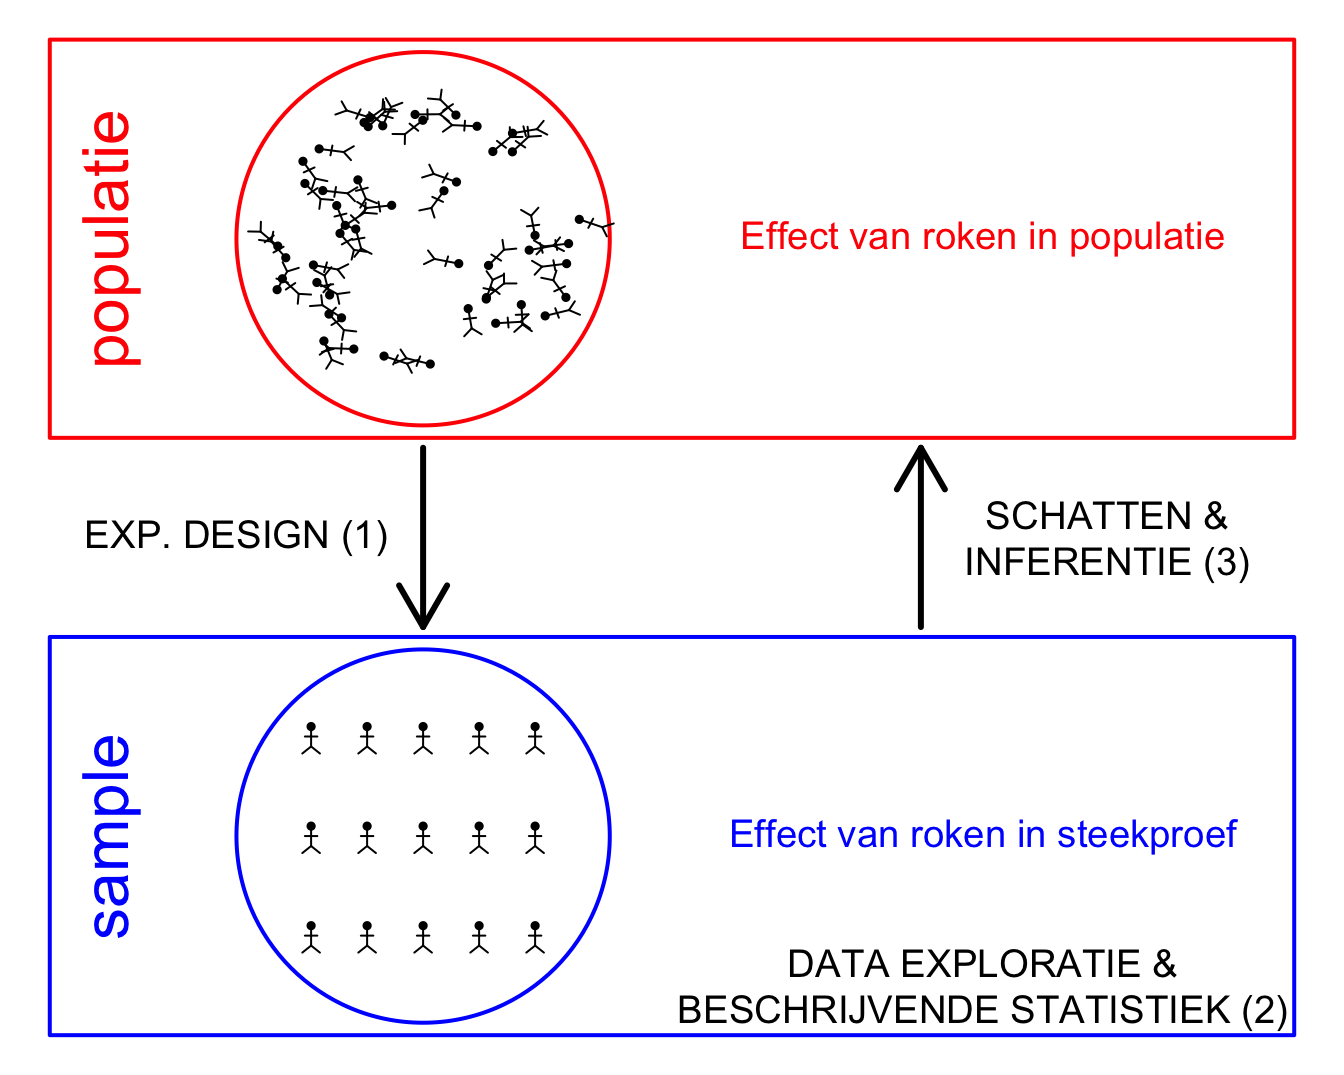 populatie
Effect van roken in populatie
EXP. DESIGN (1)
SCHATTEN &
INFERENTIE (3)
sample
Effect van roken in steekproef
DATA EXPLORATIE &
BESCHRIJVENDE STATISTIEK (2)